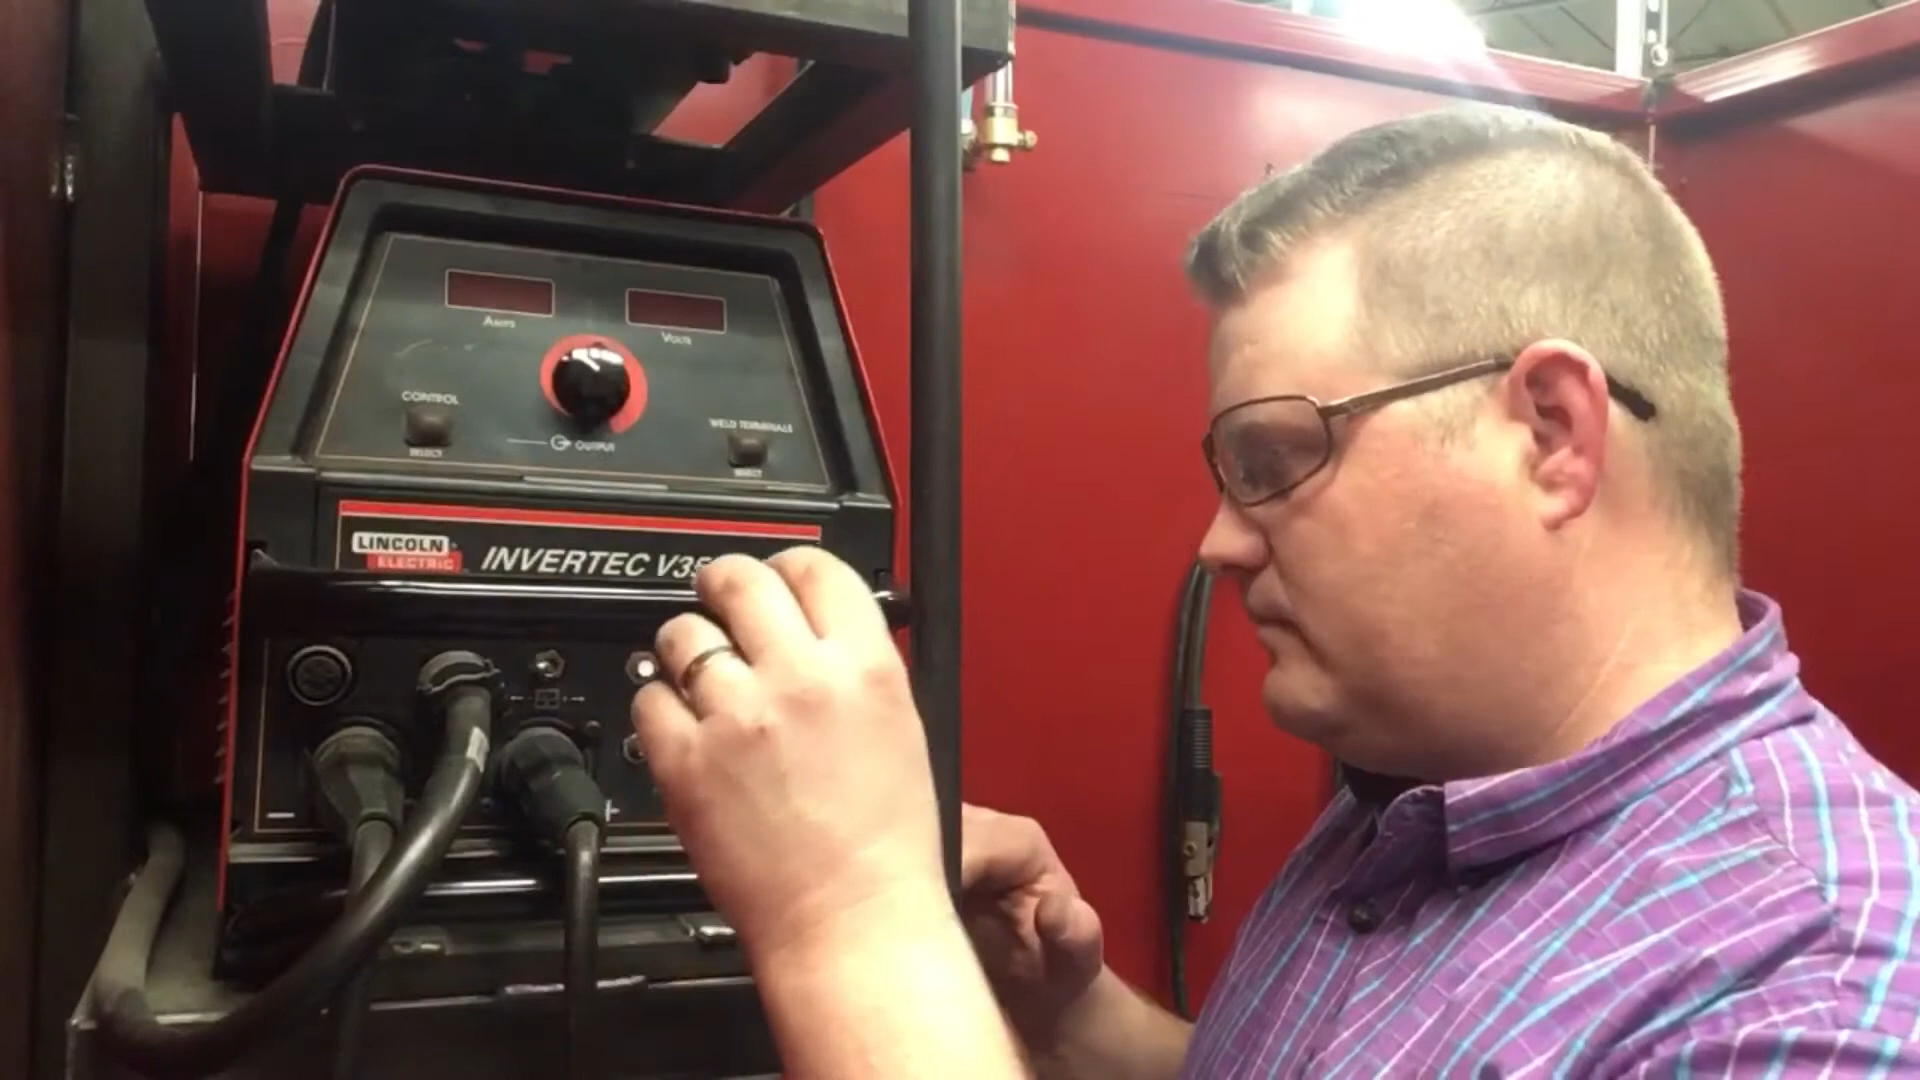 AMPS
VOLTS
CONTROL
SELECT
WELD TERMINALS
SELECT
OUTPUT
LINCOLN
ELECTRIC
INVERTEC V35
−
+